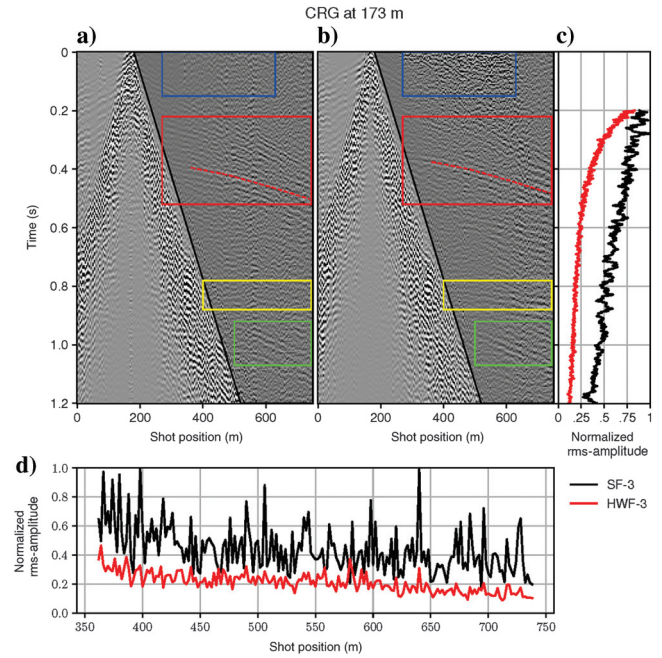 CRG at 173 m
a) b) c)
0 0.2 0.4 0.6 0.8 1.0 1.2
Time (s)
0 200 400 600
Shot position (m)
0 200 400 600
Shot position (m)
0 .25 .5 .75 1
Normalized
rms-amplitude
SF-3
HWF-3
d)
1.0 0.8 0.6 0.4 0.2 0.0
Normalized
rms-amplitude
350 400 450 500 550 600 650 700 750
Shot position (m)